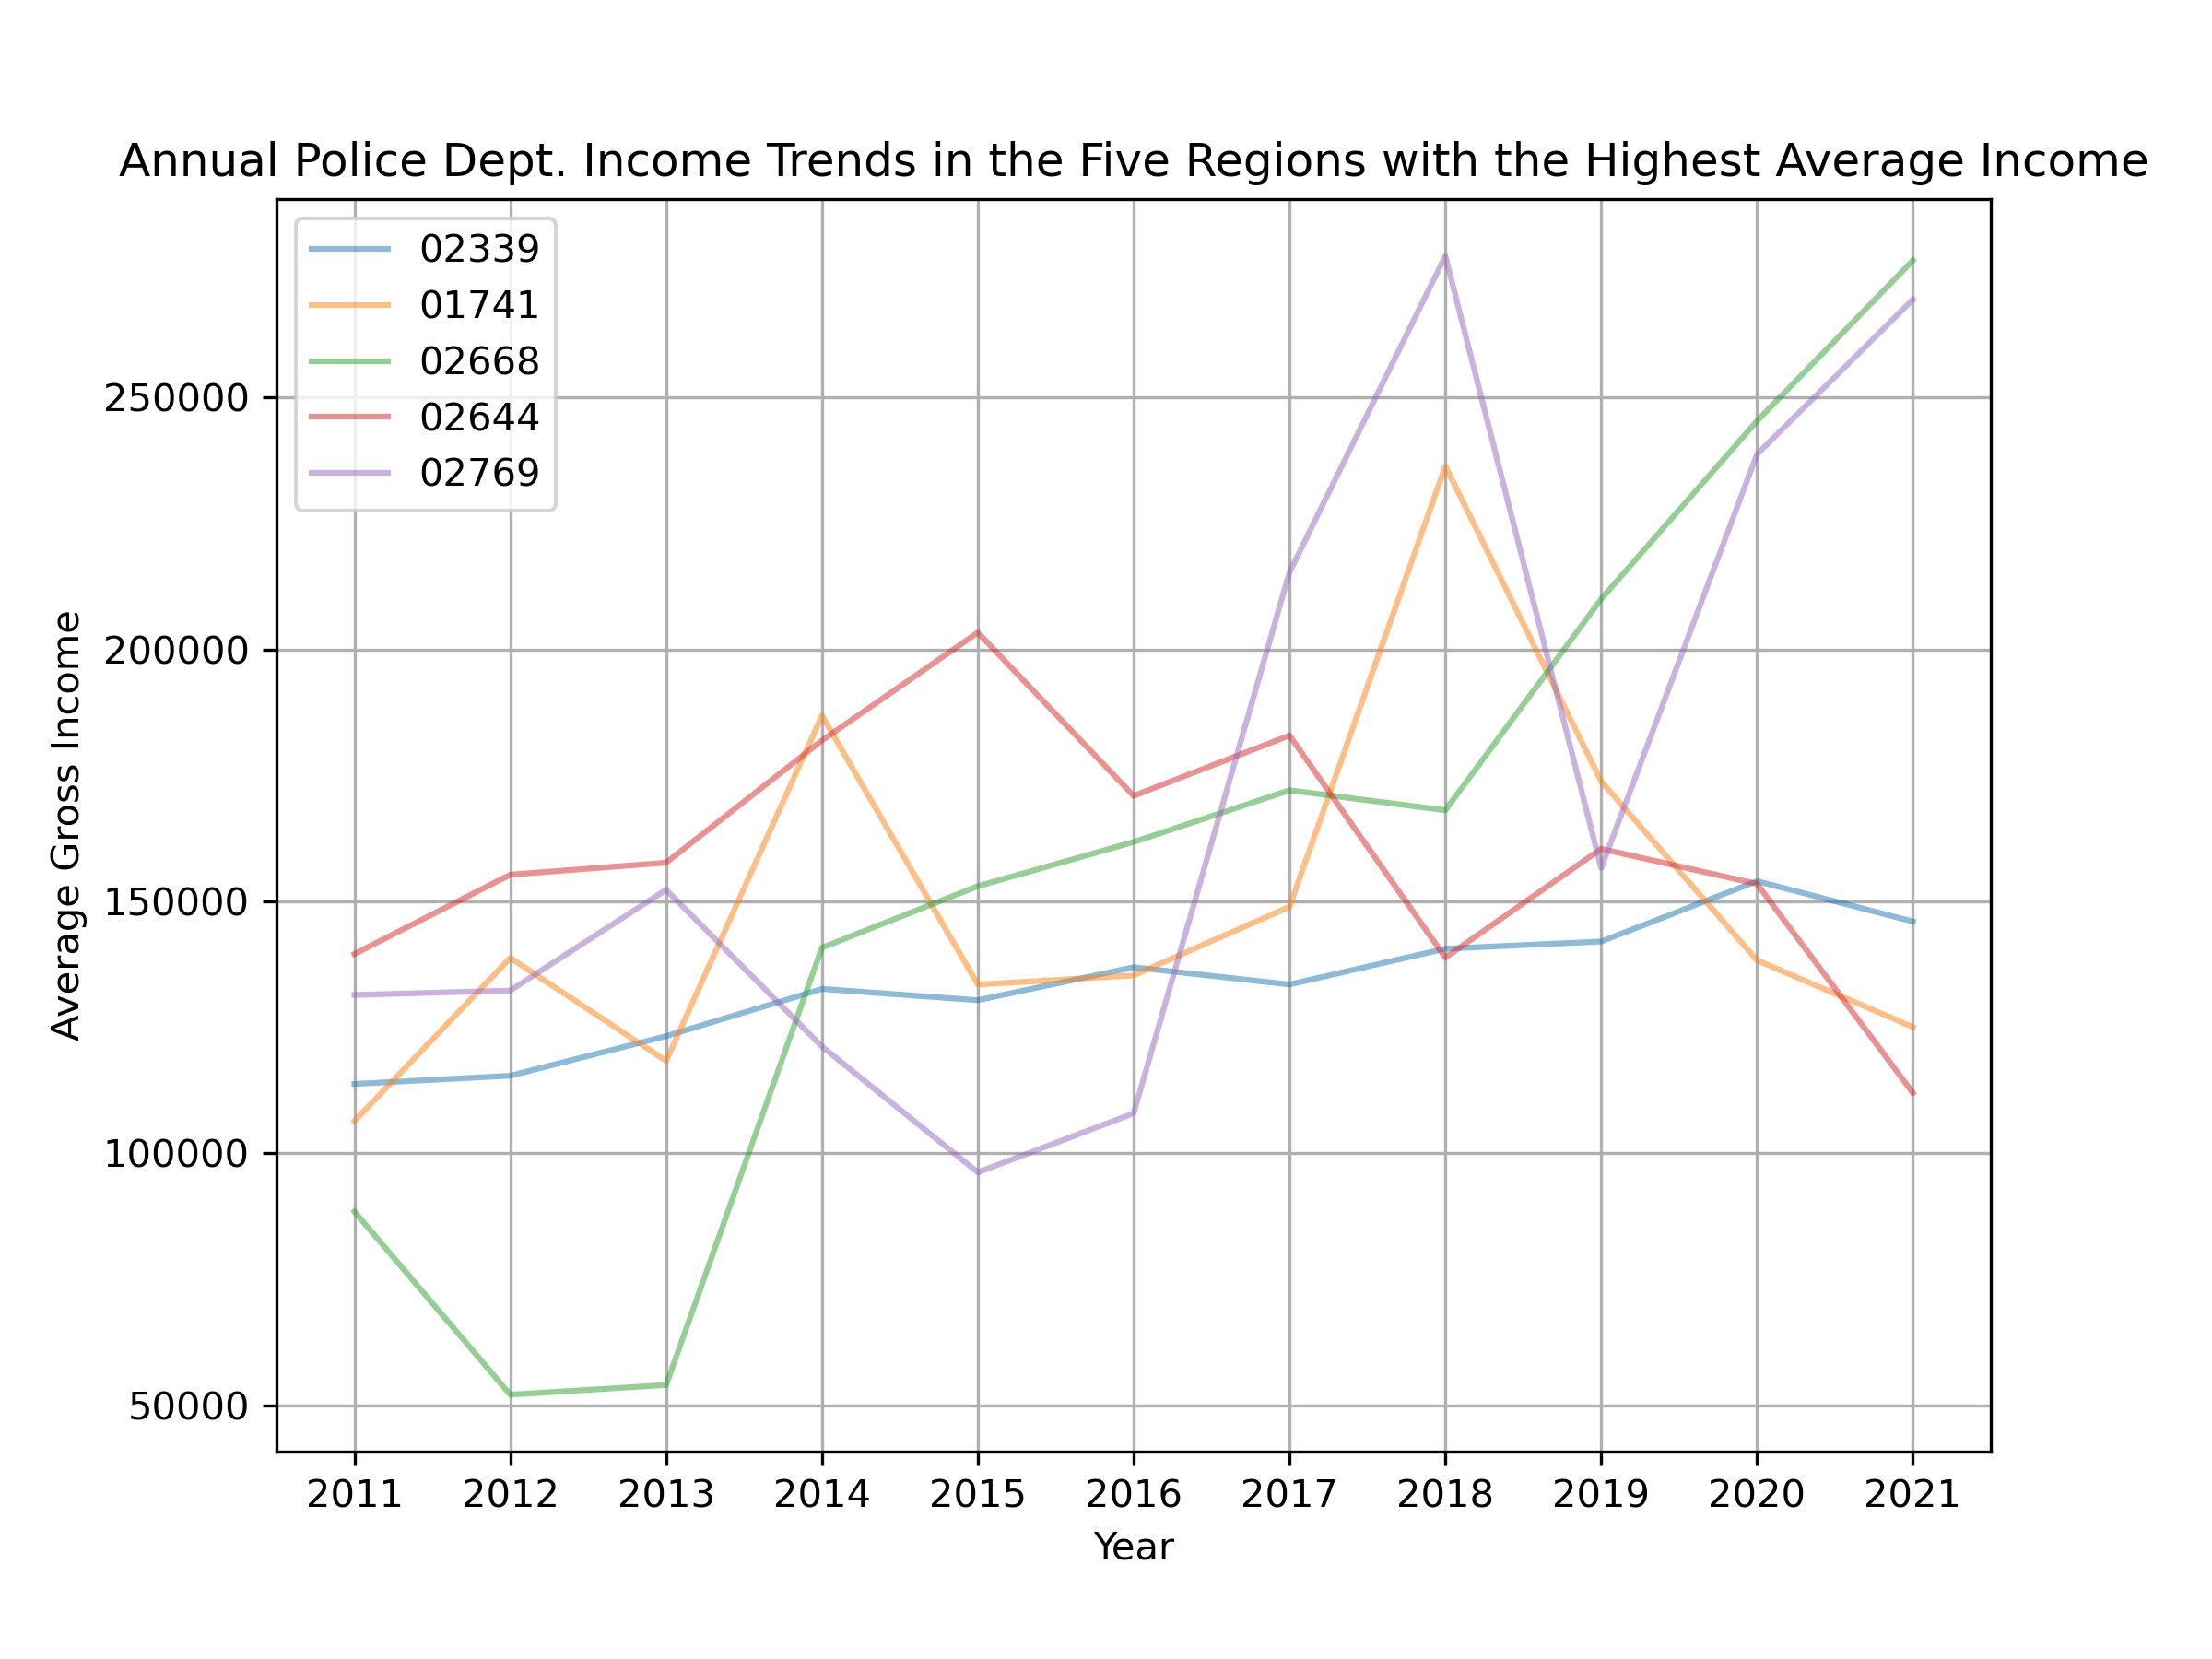 Annual Police Dept. Income Trends in the Five Regions with the Highest Average Income
02339
01741
02668
02644
02769
Average Gross Income
250000
200000
150000
100000
50000
2011 2012 2013 2014 2015 2016 2017 2018 2019 2020 2021
Year